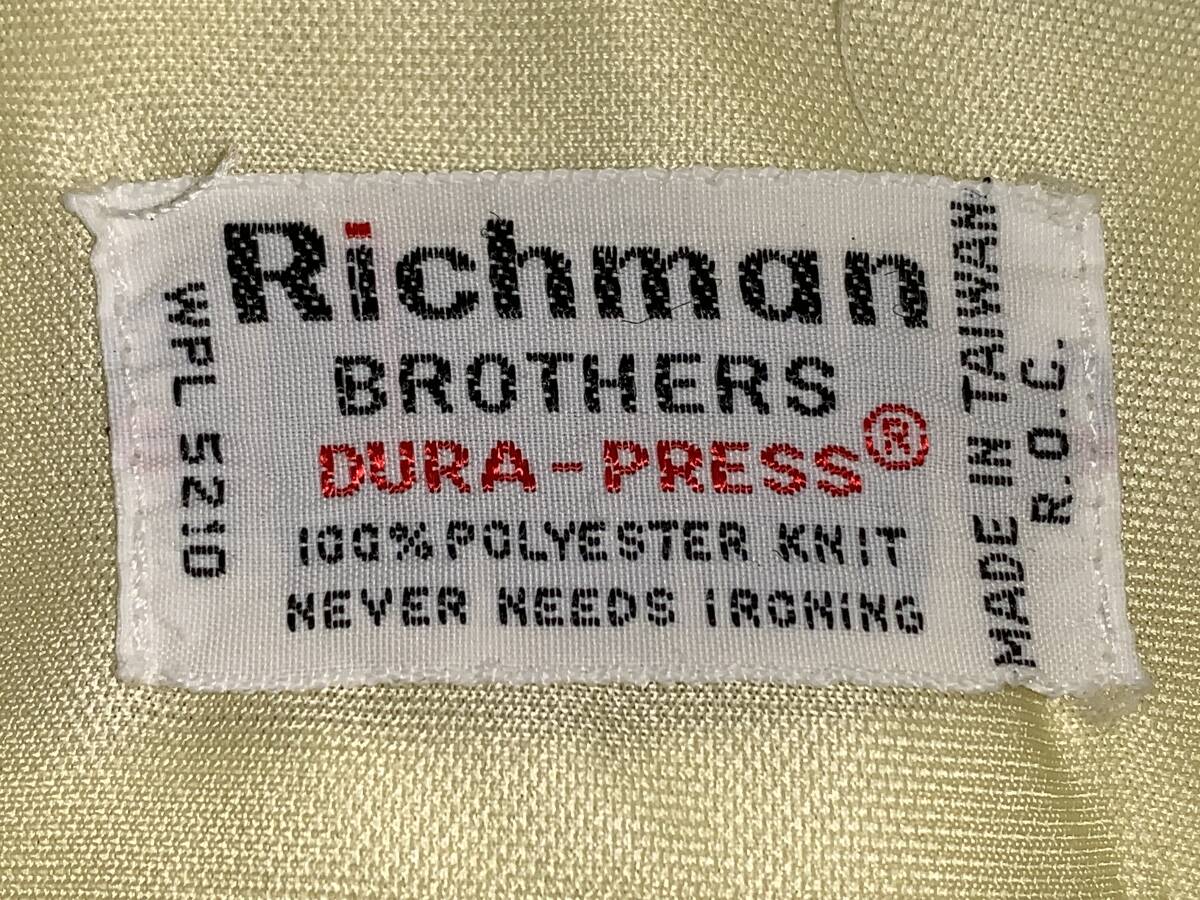 Richman
BROTHERS
DURA-PRESS®
100% POLYESTER KNIT
NEVER NEEDS IRONING
WPL 5210
MADE IN TAIWAN
R.O.C.